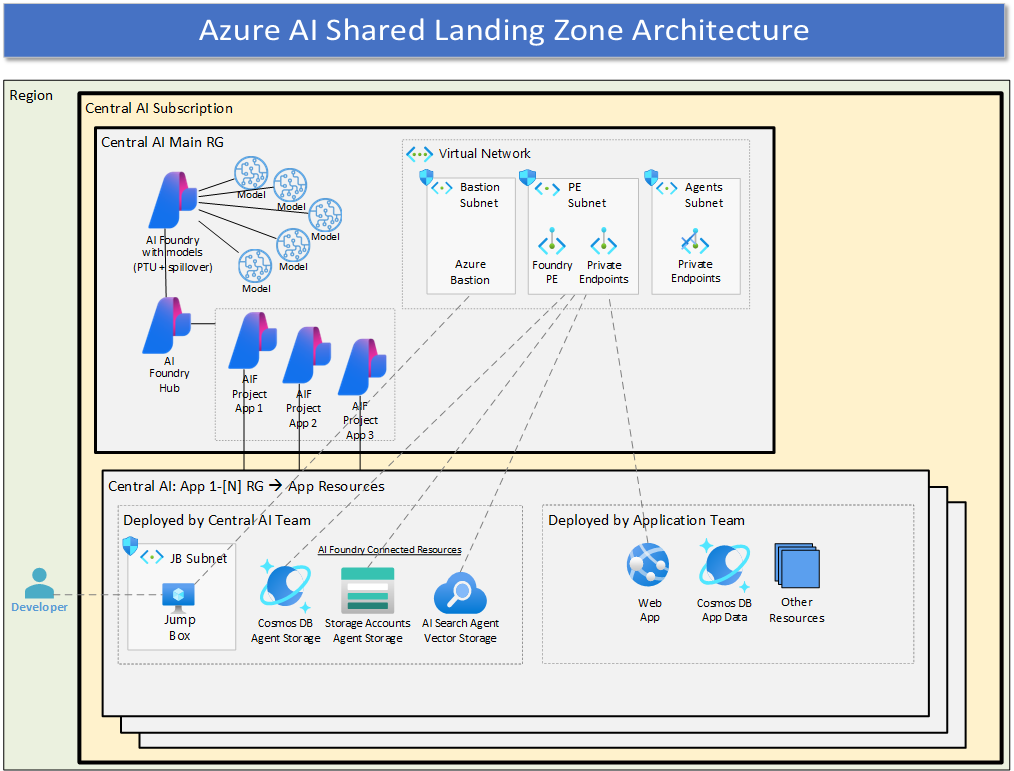 Azure AI Shared Landing Zone Architecture
Region
Central AI Subscription
Central AI Main RG
Model
Model
Model
Model
Model
AI Foundry
with models
(PTU + spillover)
AI
Foundry
Hub
AIF
Project
App 1
AIF
Project
App 2
AIF
Project
App 3
Virtual Network
Bastion
Subnet
Azure
Bastion
PE
Subnet
Foundry
PE
Private
Endpoints
Agents
Subnet
Private
Endpoints
Central AI: App 1-[N] RG → App Resources
Deployed by Central AI Team
JB Subnet
Jump
Box
AI Foundry Connected Resources
Cosmos DB
Agent Storage
Storage Accounts
Agent Storage
AI Search Agent
Vector Storage
Deployed by Application Team
Web
App
Cosmos DB
App Data
Other
Resources
Developer